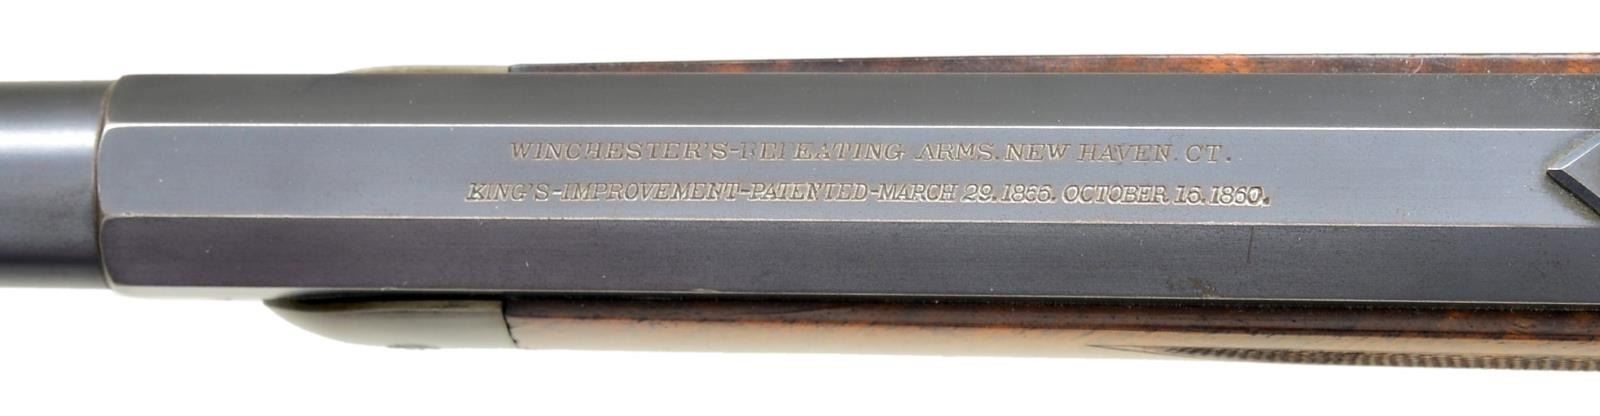 WINCHESTER'S-REPEATING ARMS. NEW HAVEN. CT.
KING'S-IMPROVEMENT-PATENTED-MARCH 29. 1866. OCTOBER 16. 1860.